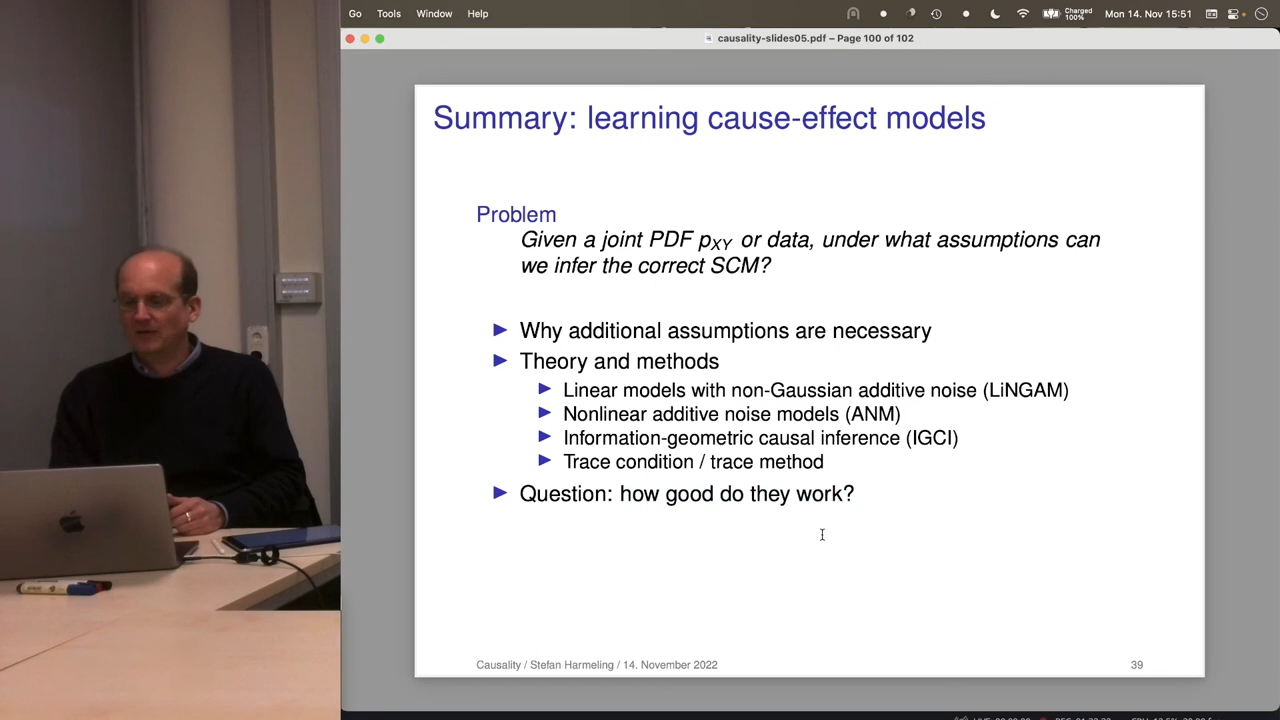 Go Tools Window Help
Charged
100%
Mon 14. Nov 15:51
causality-slides05.pdf – Page 100 of 102
Summary: learning cause-effect models
Problem
Given a joint PDF pXY or data, under what assumptions can
we infer the correct SCM?
Why additional assumptions are necessary
Theory and methods
Linear models with non-Gaussian additive noise (LiNGAM)
Nonlinear additive noise models (ANM)
Information-geometric causal inference (IGCI)
Trace condition / trace method
Question: how good do they work?
Causality / Stefan Harmeling / 14. November 2022
39